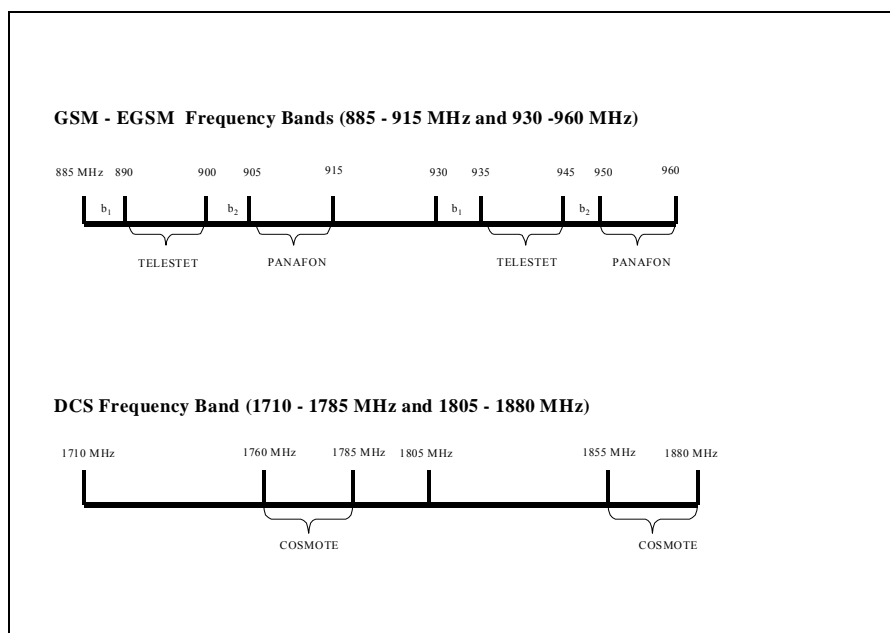 GSM - EGSM Frequency Bands (885 - 915 MHz and 930 -960 MHz)
885 MHz 890 900 905 915 930 935 945 950 960
b1 b2 b1 b2
TELESTET PANAFON TELESTET PANAFON
DCS Frequency Band (1710 - 1785 MHz and 1805 - 1880 MHz)
1710 MHz 1760 MHz 1785 MHz 1805 MHz 1855 MHz 1880 MHz
COSMOTE COSMOTE